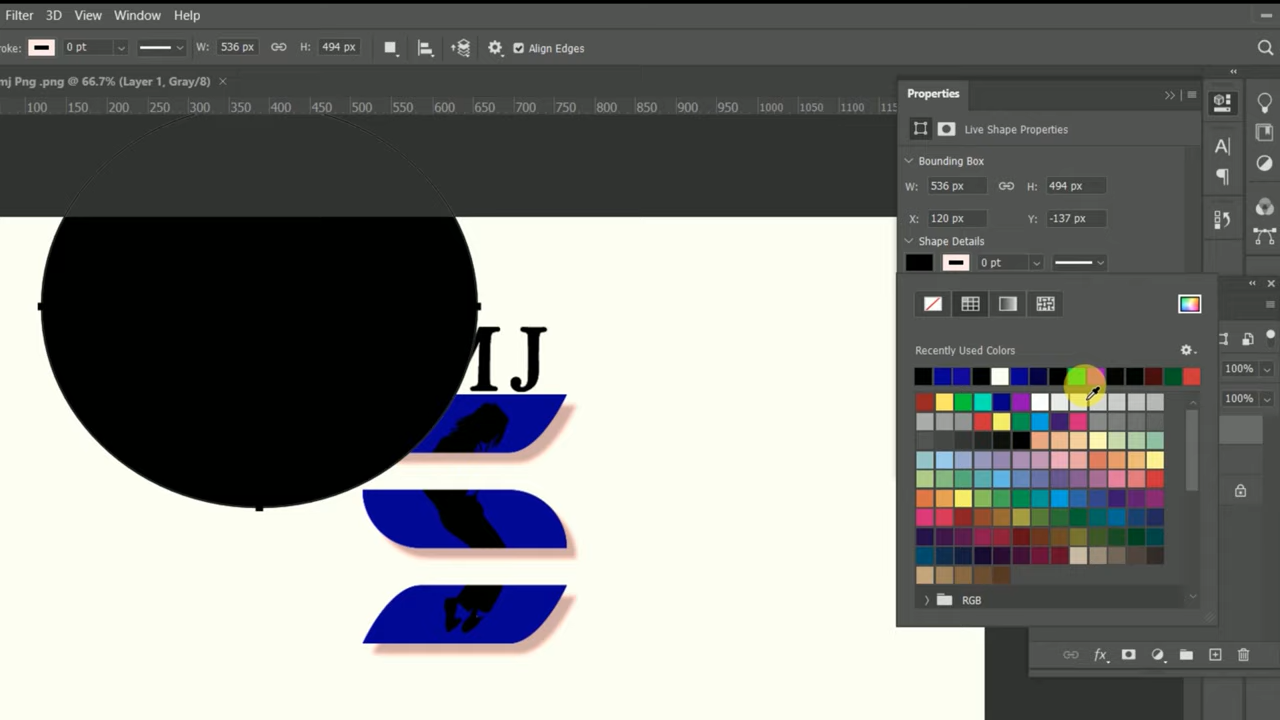 Filter 3D View Window Help
oke: 0 pt W: 536 px H: 494 px Align Edges
mj Png .png @ 66.7% (Layer 1, Gray/8) ×
100 150 200 250 300 350 400 450 500 550 600 650 700 750 800 850 900 950 1000 1050 1100
Properties
Live Shape Properties
Bounding Box
W: 536 px H: 494 px
X: 120 px Y: -137 px
Shape Details
0 pt
Recently Used Colors
100%
100%
MJ
RGB
fx